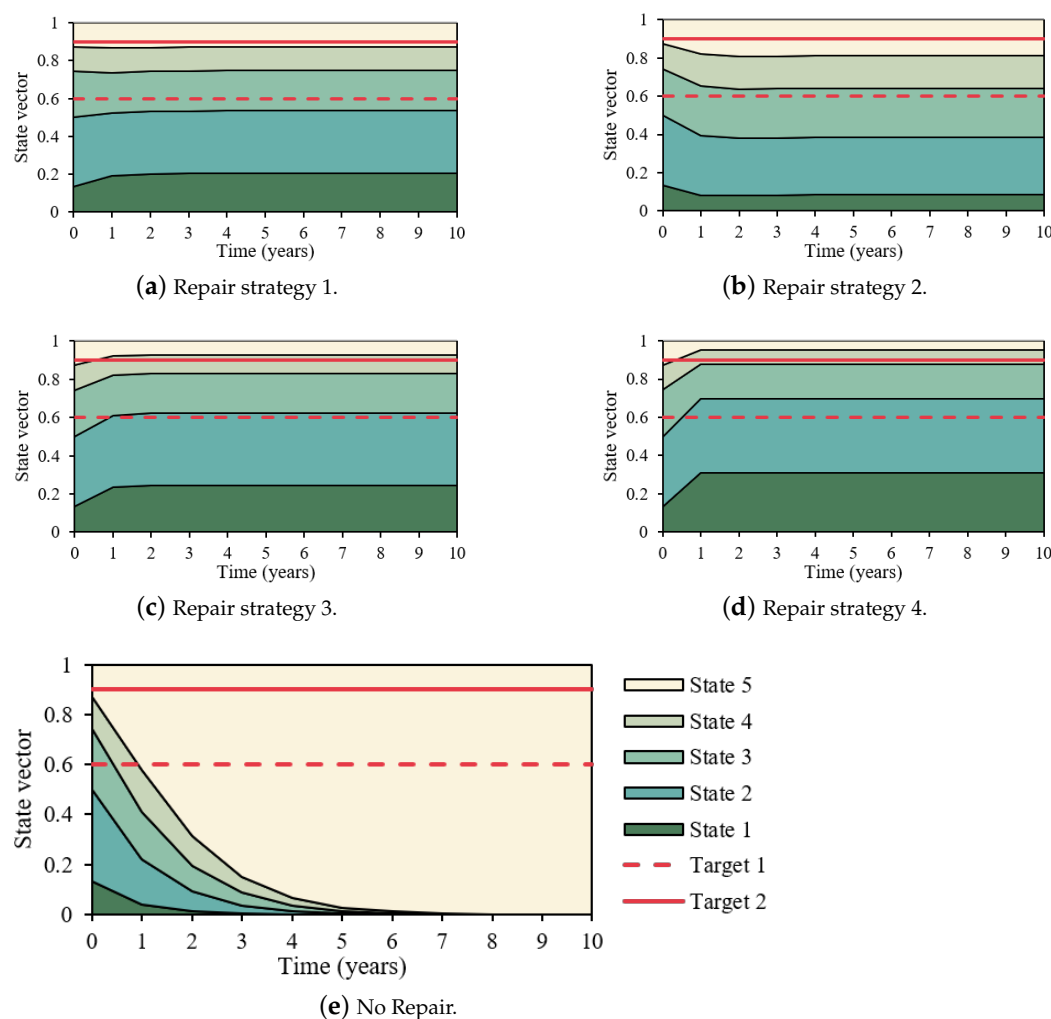 1
0.8
0.6
0.4
0.2
0
State vector
0 1 2 3 4 5 6 7 8 9 10
Time (years)
(a) Repair strategy 1.
1
0.8
0.6
0.4
0.2
0
State vector
0 1 2 3 4 5 6 7 8 9 10
Time (years)
(b) Repair strategy 2.
1
0.8
0.6
0.4
0.2
0
State vector
0 1 2 3 4 5 6 7 8 9 10
Time (years)
(c) Repair strategy 3.
1
0.8
0.6
0.4
0.2
0
State vector
0 1 2 3 4 5 6 7 8 9 10
Time (years)
(d) Repair strategy 4.
1
0.8
0.6
0.4
0.2
0
State vector
0 1 2 3 4 5 6 7 8 9 10
Time (years)
State 5
State 4
State 3
State 2
State 1
Target 1
Target 2
(e) No Repair.